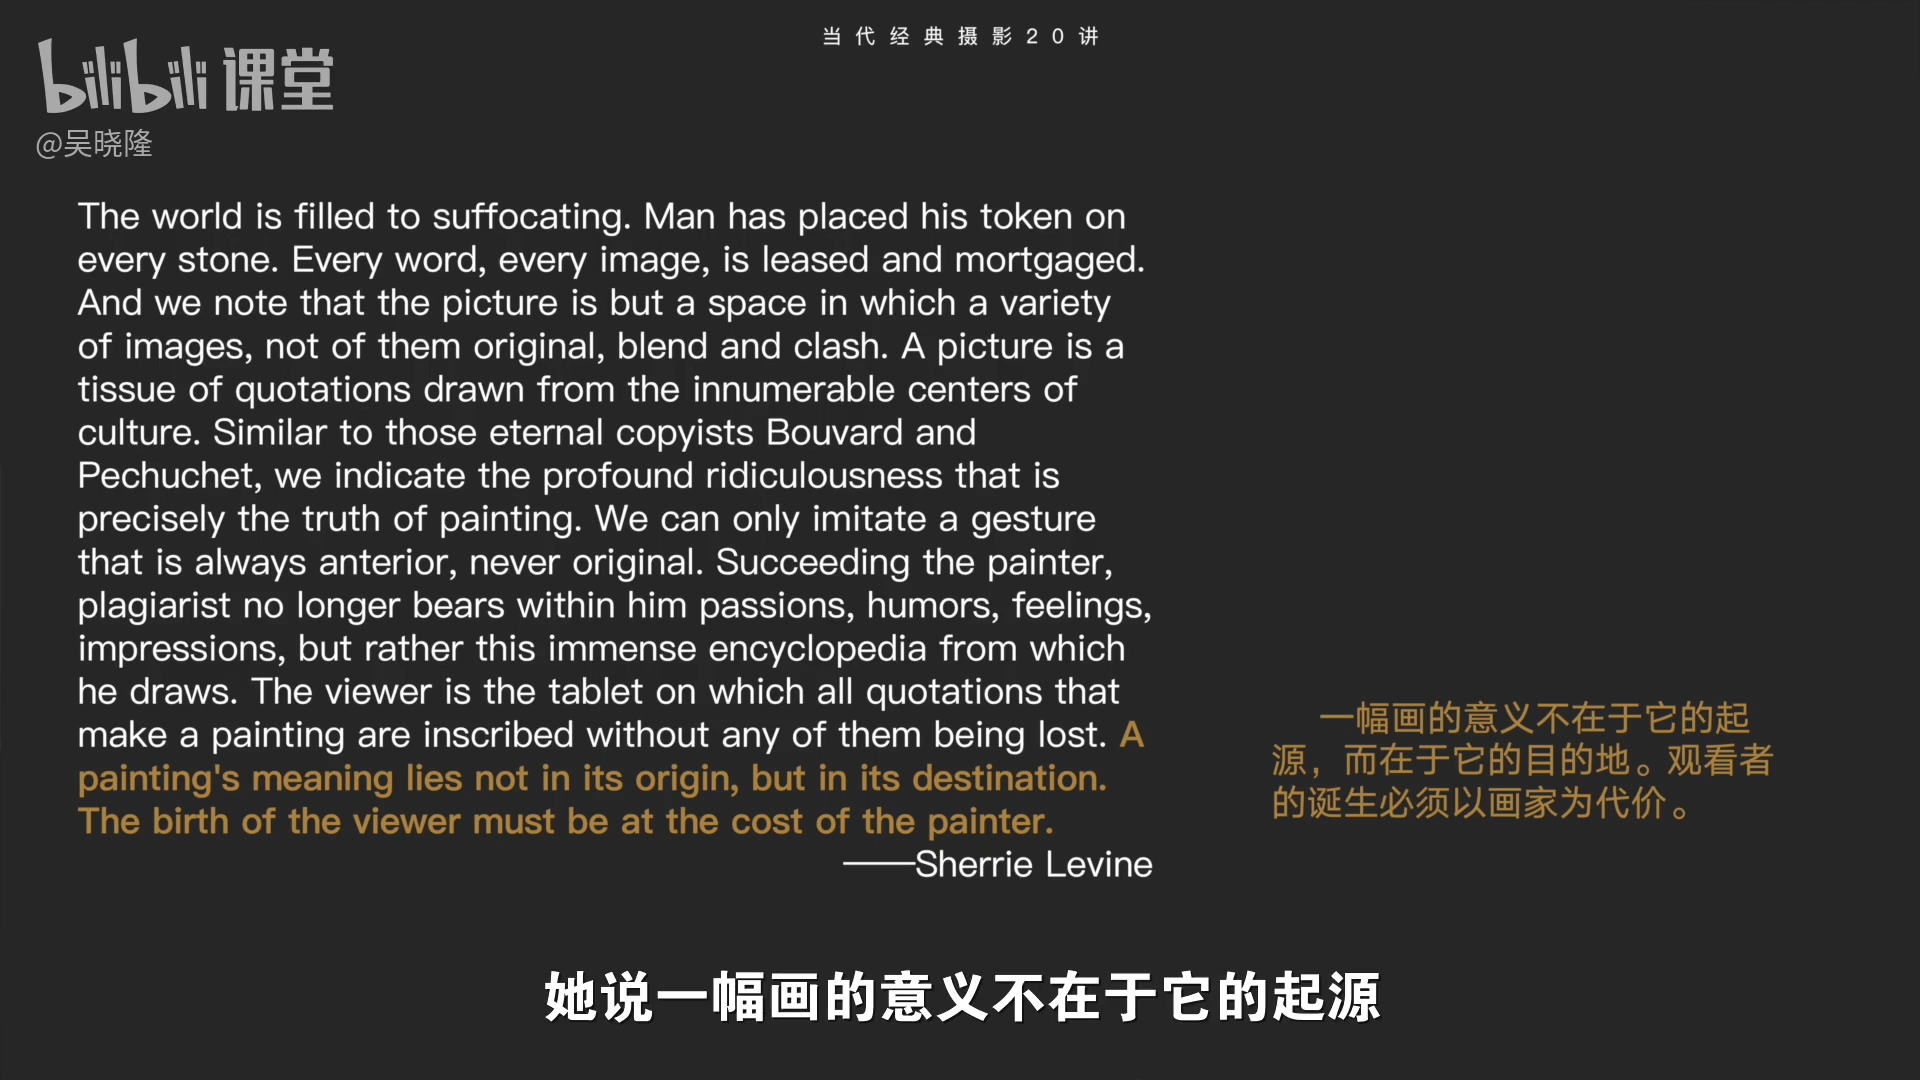 当代经典摄影20讲
bilibili 课堂
@吴晓隆
The world is filled to suffocating. Man has placed his token on
every stone. Every word, every image, is leased and mortgaged.
And we note that the picture is but a space in which a variety
of images, not of them original, blend and clash. A picture is a
tissue of quotations drawn from the innumerable centers of
culture. Similar to those eternal copyists Bouvard and
Pechuchet, we indicate the profound ridiculousness that is
precisely the truth of painting. We can only imitate a gesture
that is always anterior, never original. Succeeding the painter,
plagiarist no longer bears within him passions, humors, feelings,
impressions, but rather this immense encyclopedia from which
he draws. The viewer is the tablet on which all quotations that
make a painting are inscribed without any of them being lost. A
painting's meaning lies not in its origin, but in its destination.
The birth of the viewer must be at the cost of the painter.
——Sherrie Levine
一幅画的意义不在于它的起
源，而在于它的目的地。观看者
的诞生必须以画家为代价。
她说一幅画的意义不在于它的起源